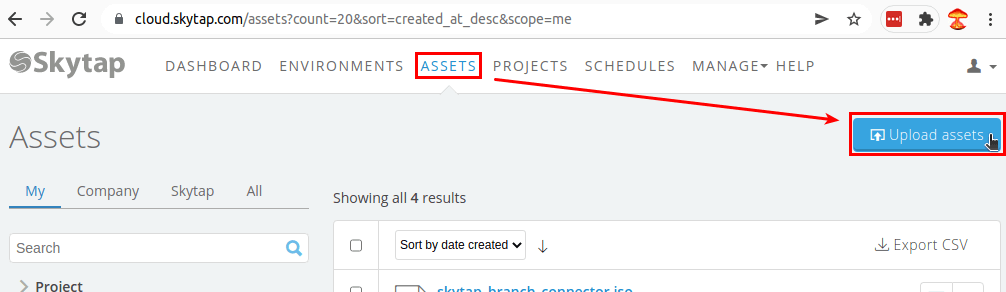 cloud.skytap.com/assets?count=20&sort=created_at_desc&scope=me
Skytap DASHBOARD ENVIRONMENTS ASSETS PROJECTS SCHEDULES MANAGE HELP
Assets
Upload assets
My Company Skytap All
Showing all 4 results
Search
Sort by date created
Export CSV
Project
skytap-branch-connector.iso